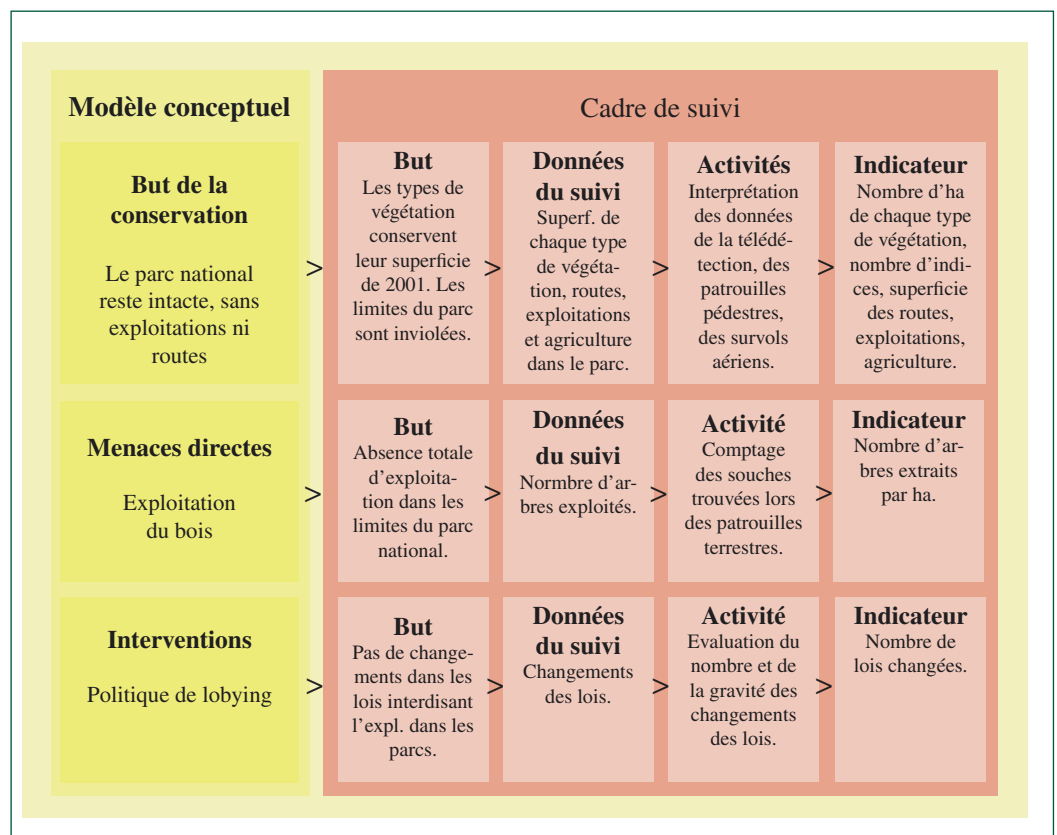 Modèle conceptuel
Cadre de suivi
But de la
conservation
Le parc national
reste intacte, sans
exploitations ni
routes
>
But
Les types de
végétation
conservent
leur superficie
de 2001. Les
limites du parc
sont inviolées.
>
Données
du suivi
Superf. de
chaque type
de végéta-
tion, routes,
exploitations
et agriculture
dans le parc.
>
Activités
Interprétation
des données
de la télédé-
tection, des
patrouilles
pédestres,
des survols
aériens.
>
Indicateur
Nombre d'ha
de chaque type
de végétation,
nombre d'indi-
ces, superficie
des routes,
exploitations,
agriculture.
Menaces directes
Exploitation
du bois
>
But
Absence totale
d'exploita-
tion dans les
limites du parc
national.
>
Données
du suivi
Normbre d'ar-
bres exploités.
>
Activité
Comptage
des souches
trouvées lors
des patrouilles
terrestres.
>
Indicateur
Nombre d'ar-
bres extraits
par ha.
Interventions
Politique de lobying
>
But
Pas de change-
ments dans les
lois interdisant
l'expl. dans les
parcs.
>
Données
du suivi
Changements
des lois.
>
Activité
Evaluation du
nombre et de
la gravité des
changements
des lois.
>
Indicateur
Nombre de
lois changées.